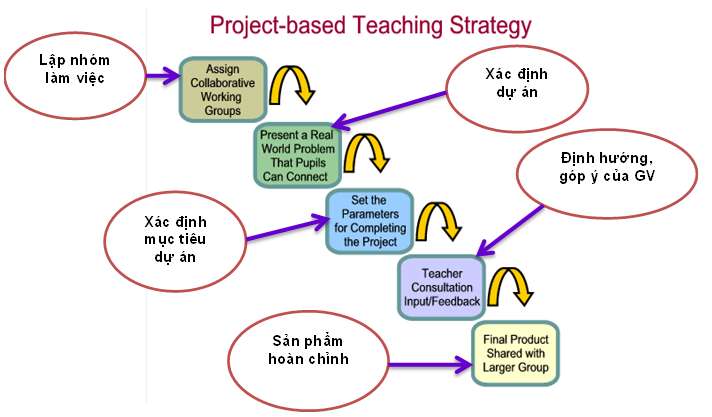 Project-based Teaching Strategy
Lập nhóm
làm việc
Assign
Collaborative
Working
Groups
Xác định
dự án
Present a Real
World Problem
That Pupils
Can Connect
Định hướng,
góp ý của GV
Set the
Parameters
for Completing
the Project
Xác định
mục tiêu
dự án
Teacher
Consultation
Input/Feedback
Sản phẩm
hoàn chỉnh
Final Product
Shared with
Larger Group